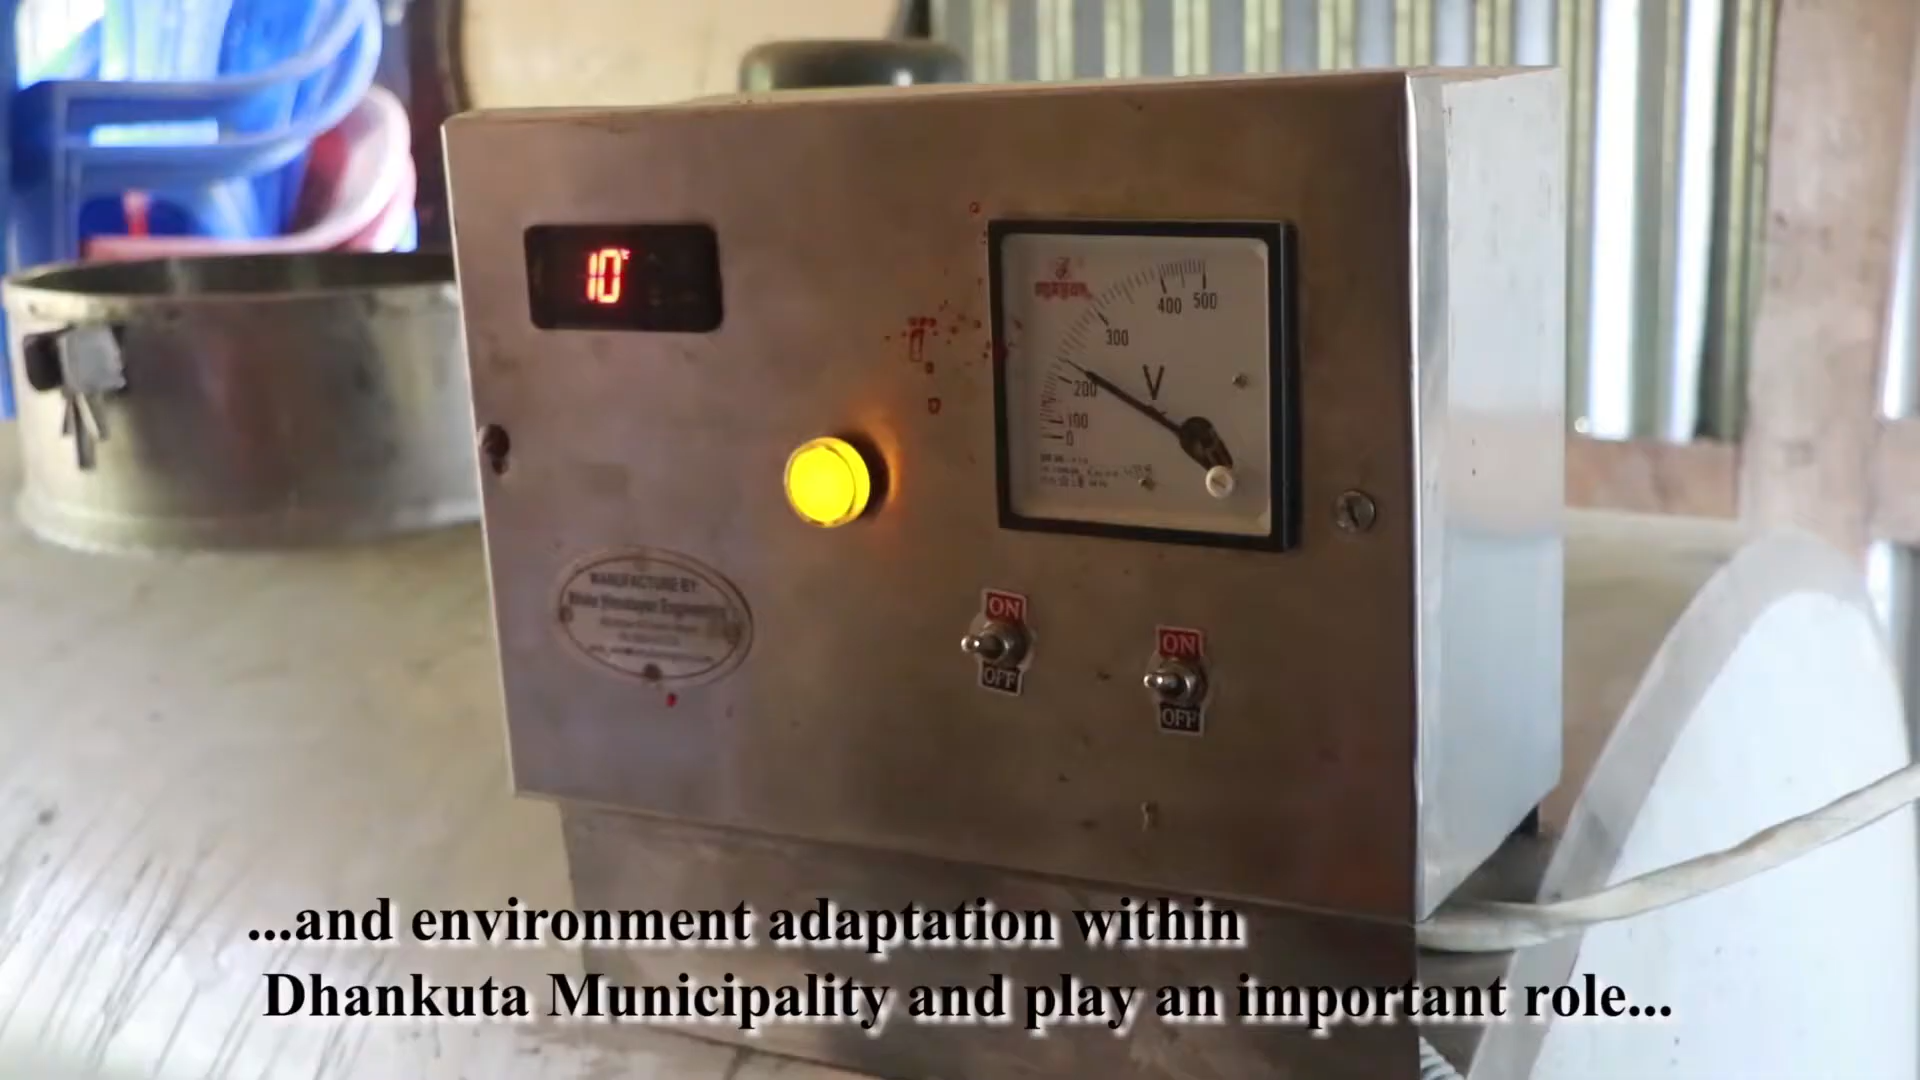 10°c
400 500
300
V
200
100
0
MANUFACTURE BY:
ON
OFF
ON
OFF
...and environment adaptation within
Dhankuta Municipality and play an important role...